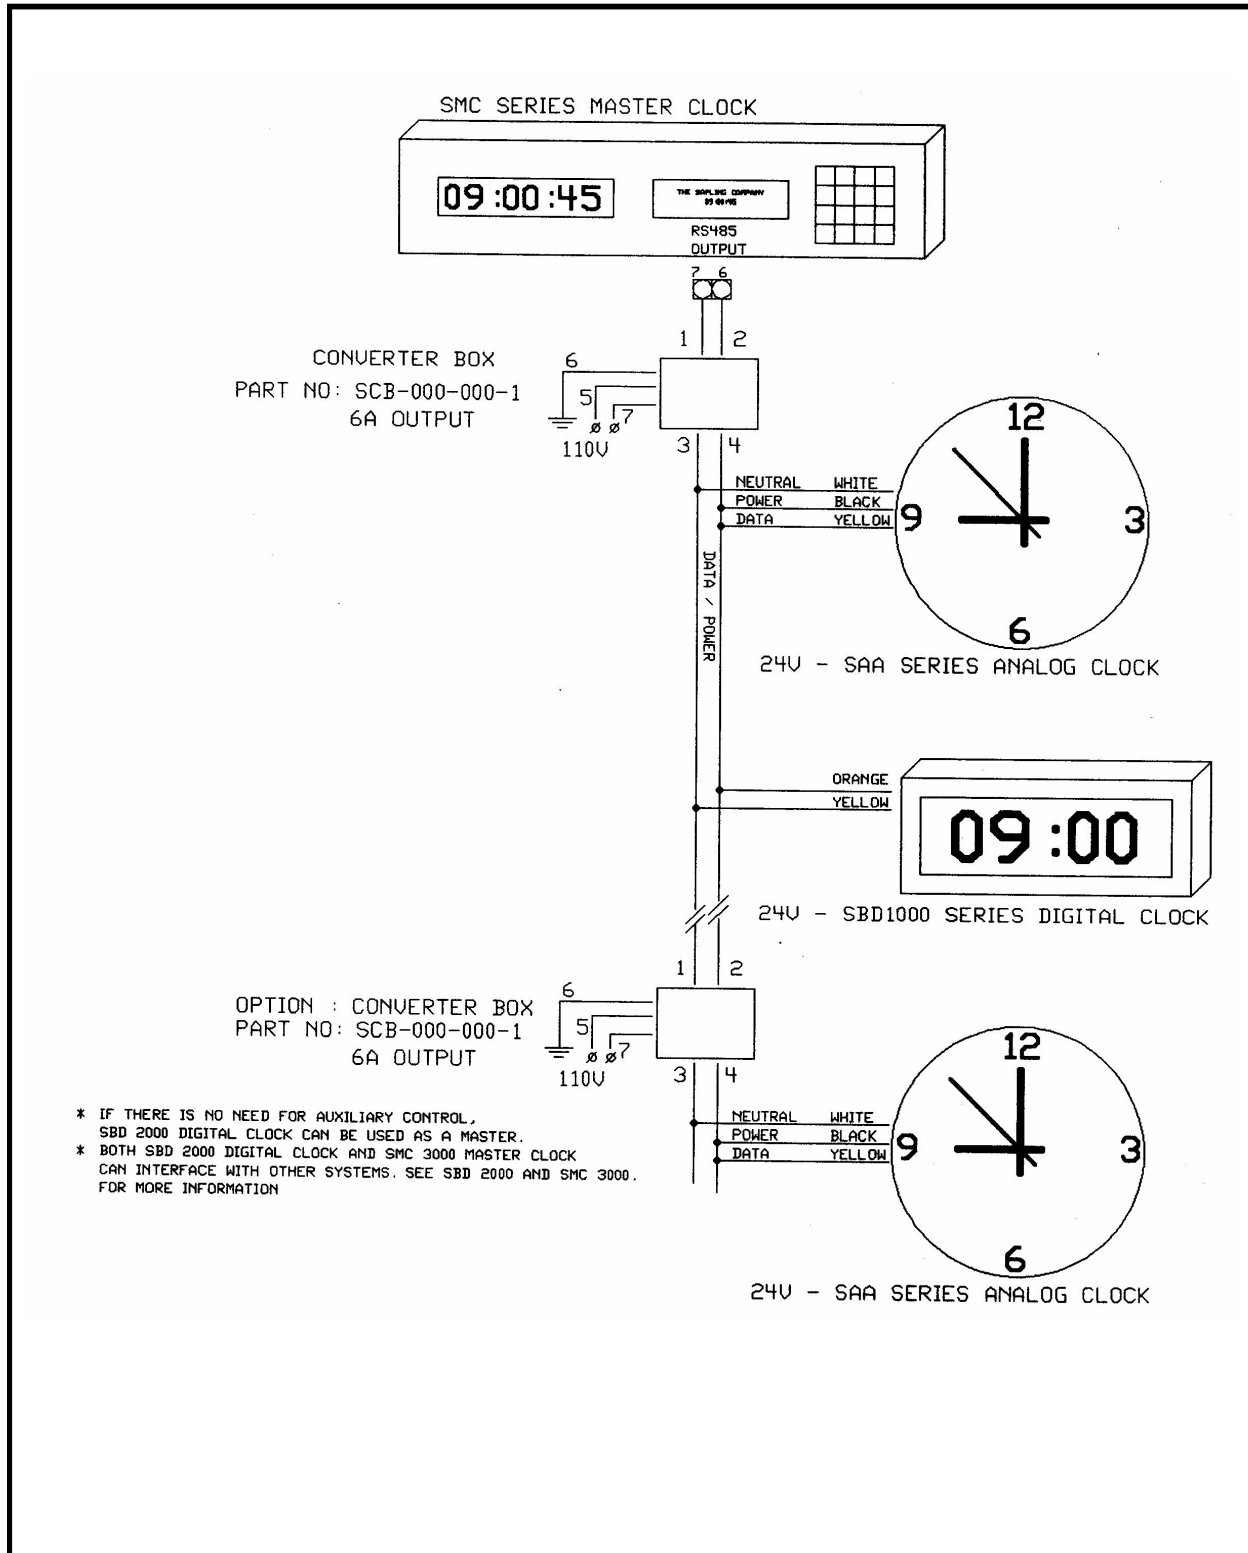 SMC SERIES MASTER CLOCK
09:00:45
THE SAPLING COMPANY
09:00:45
RS485
OUTPUT
7 6
1 2
CONVERTER BOX
PART NO: SCB-000-000-1
6A OUTPUT
6
5
7
110V
3 4
NEUTRAL WHITE
POWER BLACK
DATA YELLOW
12
9
3
6
DATA / POWER
24V - SAA SERIES ANALOG CLOCK
ORANGE
YELLOW
09:00
24V - SBD1000 SERIES DIGITAL CLOCK
1 2
OPTION : CONVERTER BOX
PART NO: SCB-000-000-1
6A OUTPUT
6
5
7
110V
3 4
NEUTRAL WHITE
POWER BLACK
DATA YELLOW
12
9
3
6
24V - SAA SERIES ANALOG CLOCK
* IF THERE IS NO NEED FOR AUXILIARY CONTROL,
SBD 2000 DIGITAL CLOCK CAN BE USED AS A MASTER.
* BOTH SBD 2000 DIGITAL CLOCK AND SMC 3000 MASTER CLOCK
CAN INTERFACE WITH OTHER SYSTEMS. SEE SBD 2000 AND SMC 3000.
FOR MORE INFORMATION